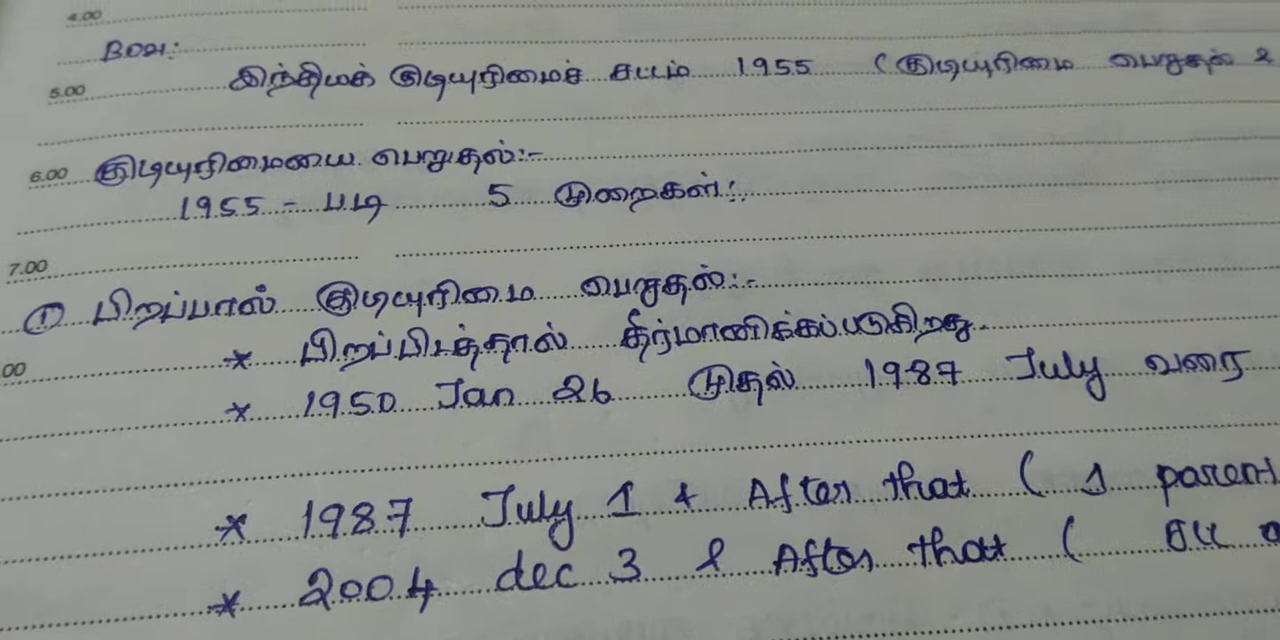 4.00
5.00 இந்தியக் குடியுரிமைச் சட்டம் 1955 (குடியுரிமை பெறுதல் &
6.00 குடியுரிமையை பெறுதல்:-
1955 - படி 5 முறைகள்:
7.00
① பிறப்பால் குடியுரிமை பெறுதல்:-
00 * பிறப்பிடத்தால் தீர்மானிக்கப்படுகிறது.
* 1950 Jan 26 முதல் 1987 July வரை
* 1987 July 1 & After that ( 1 parent
* 2004 dec 3 & After that (